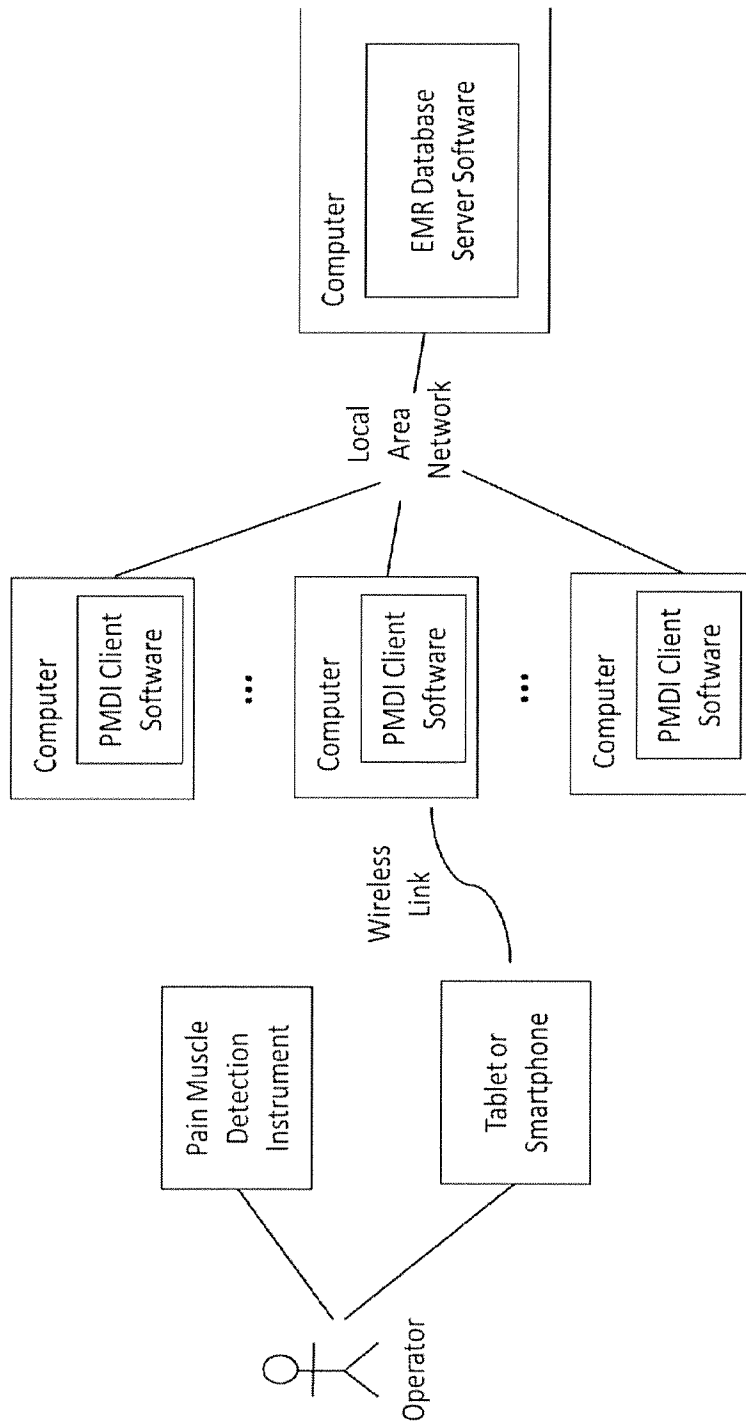 Operator
Pain Muscle
Detection
Instrument
Tablet or
Smartphone
Wireless
Link
Computer
PMDI Client
Software
...
Computer
PMDI Client
Software
...
Computer
PMDI Client
Software
Local
Area
Network
Computer
EMR Database
Server Software